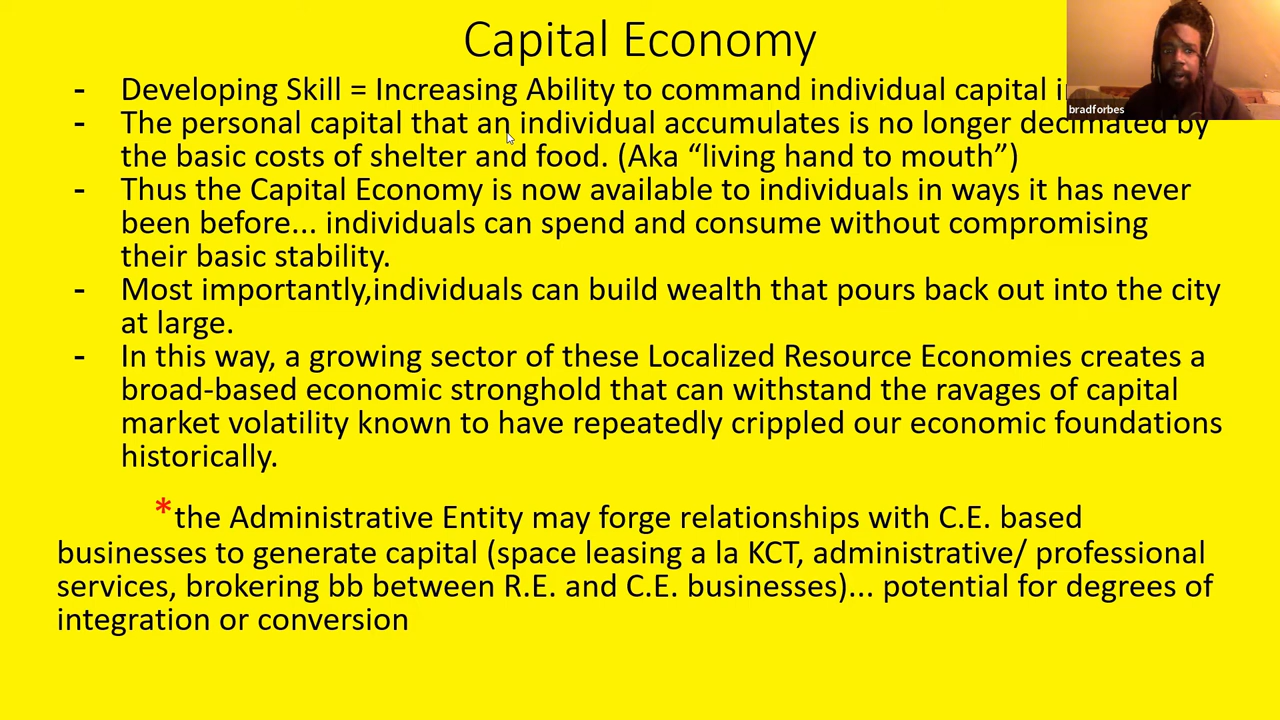 Capital Economy
- Developing Skill = Increasing Ability to command individual capital
- The personal capital that an individual accumulates is no longer decimated by
the basic costs of shelter and food. (Aka “living hand to mouth”)
- Thus the Capital Economy is now available to individuals in ways it has never
been before... individuals can spend and consume without compromising
their basic stability.
- Most importantly,individuals can build wealth that pours back out into the city
at large.
- In this way, a growing sector of these Localized Resource Economies creates a
broad-based economic stronghold that can withstand the ravages of capital
market volatility known to have repeatedly crippled our economic foundations
historically.
*the Administrative Entity may forge relationships with C.E. based
businesses to generate capital (space leasing a la KCT, administrative/ professional
services, brokering bb between R.E. and C.E. businesses)... potential for degrees of
integration or conversion
bradforbes